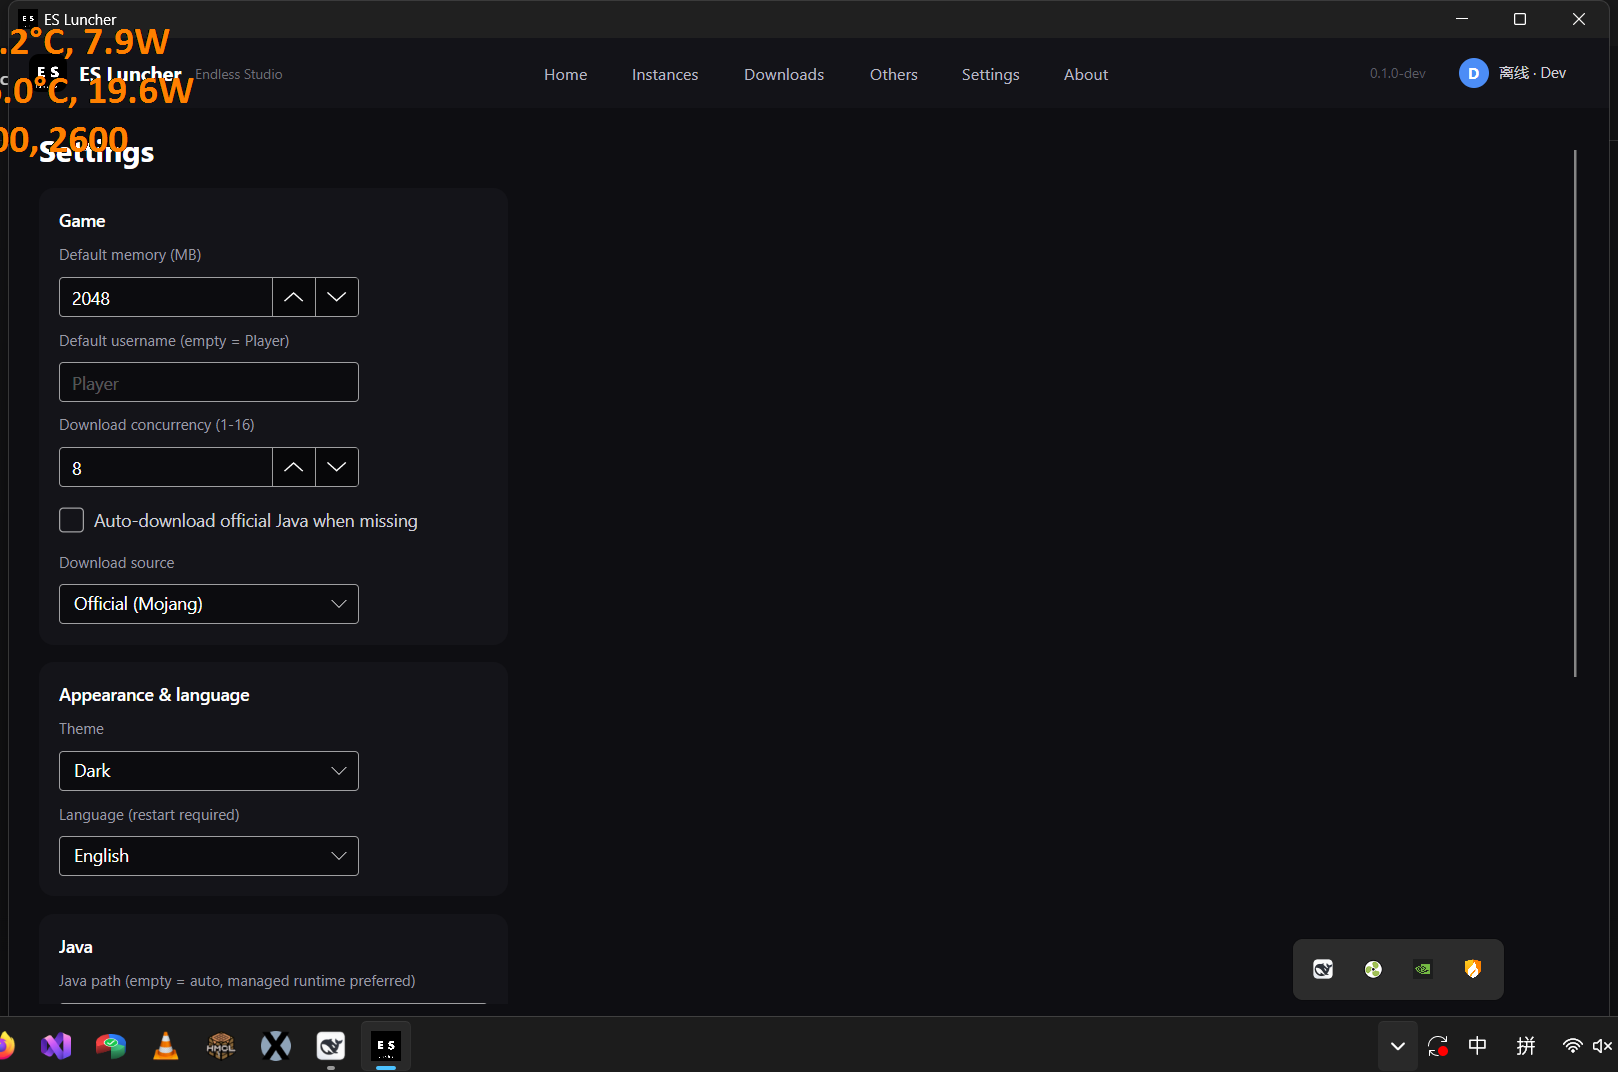 ES Luncher
.2°C, 7.9W
ES Luncher Endless Studio Home Instances Downloads Others Settings About 0.1.0-dev D 离线 · Dev
.0°C, 19.6W
00, 2600
Settings
Game
Default memory (MB)
2048
Default username (empty = Player)
Player
Download concurrency (1-16)
8
Auto-download official Java when missing
Download source
Official (Mojang)
Appearance & language
Theme
Dark
Language (restart required)
English
Java
Java path (empty = auto, managed runtime preferred)
HMCL
ES
中 拼